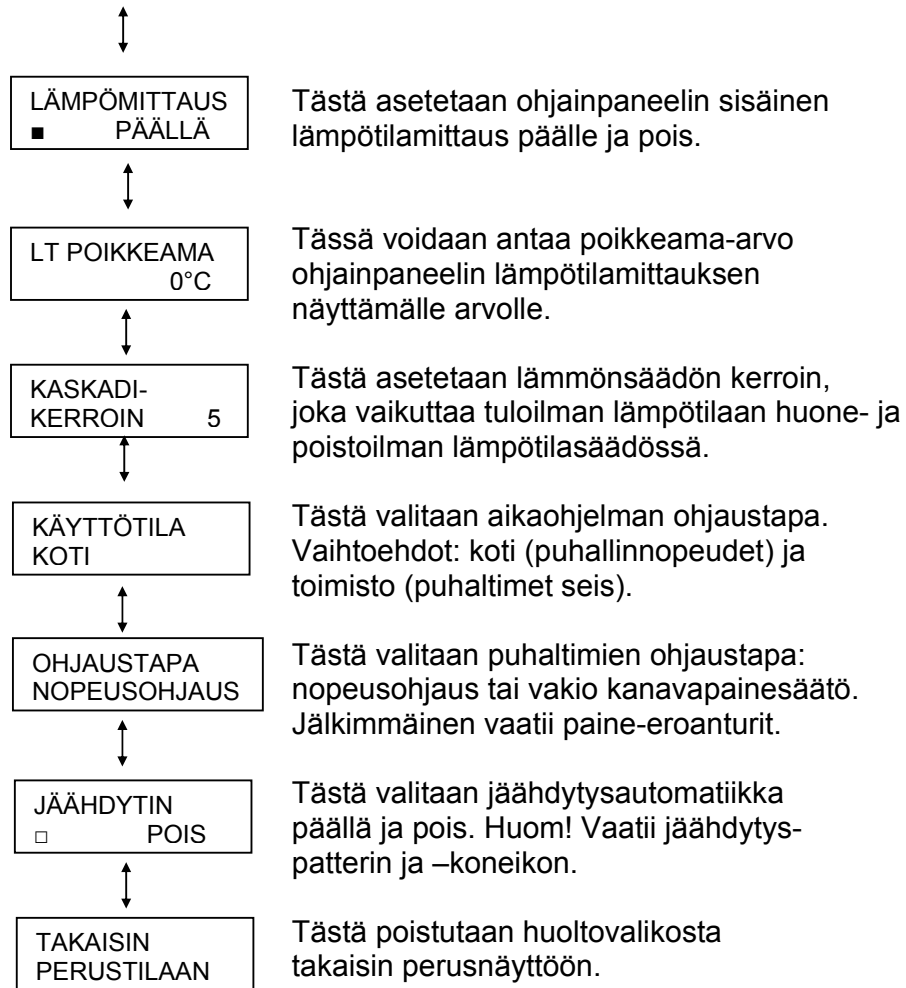 LÄMPÖMITTAUS
■ PÄÄLLÄ
Tästä asetetaan ohjainpaneelin sisäinen
lämpötilamittaus päälle ja pois.
LT POIKKEAMA
0°C
Tässä voidaan antaa poikkeama-arvo
ohjainpaneelin lämpötilamittauksen
näyttämälle arvolle.
KASKADI-
KERROIN 5
Tästä asetetaan lämmönsäädön kerroin,
joka vaikuttaa tuloilman lämpötilaan huone- ja
poistoilman lämpötilasäädössä.
KÄYTTÖTILA
KOTI
Tästä valitaan aikaohjelman ohjaustapa.
Vaihtoehdot: koti (puhallinnopeudet) ja
toimisto (puhaltimet seis).
OHJAUSTAPA
NOPEUSOHJAUS
Tästä valitaan puhaltimien ohjaustapa:
nopeusohjaus tai vakio kanavapainesäätö.
Jälkimmäinen vaatii paine-eroanturit.
JÄÄHDYTIN
□ POIS
Tästä valitaan jäähdytysautomatiikka
päällä ja pois. Huom! Vaatii jäähdytys-
patterin ja –koneikon.
TAKAISIN
PERUSTILAAN
Tästä poistutaan huoltovalikosta
takaisin perusnäyttöön.